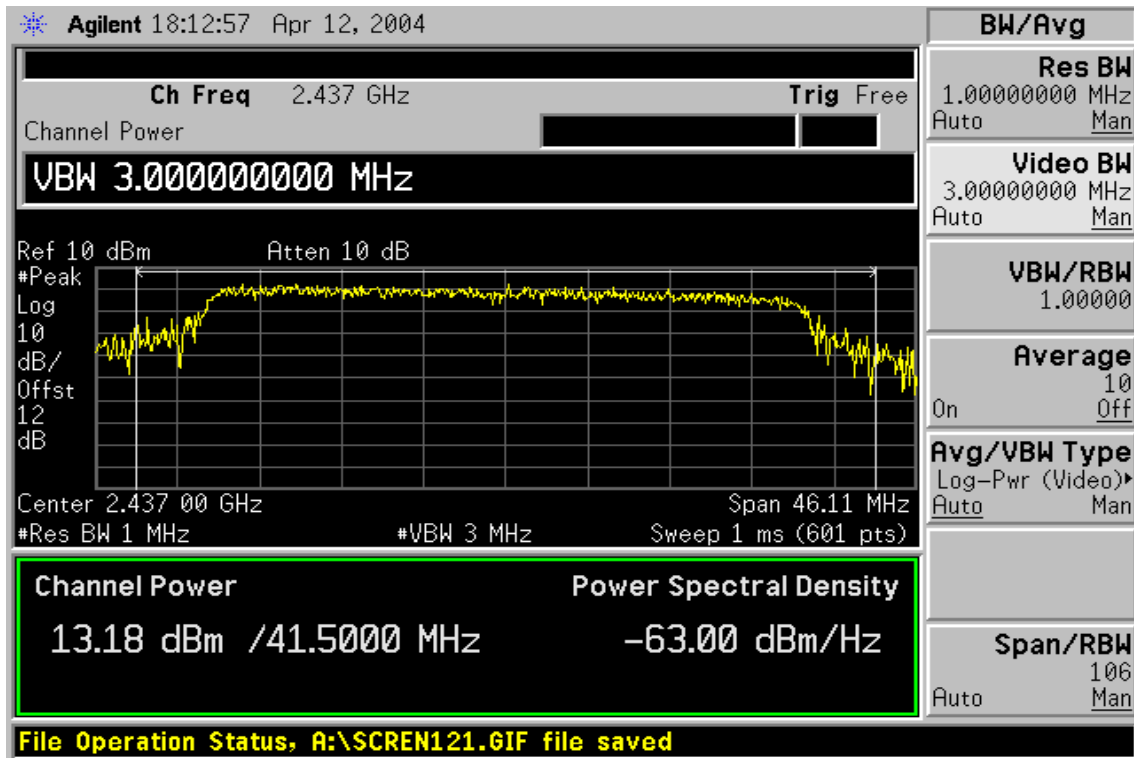 Agilent 18:12:57 Apr 12, 2004
BW/Avg
Ch Freq 2.437 GHz Trig Free
Channel Power
VBW 3.000000000 MHz
Ref 10 dBm Atten 10 dB
#Peak
Log
10
dB/
Offst
12
dB
Center 2.437 00 GHz Span 46.11 MHz
#Res BW 1 MHz #VBW 3 MHz Sweep 1 ms (601 pts)
Channel Power Power Spectral Density
13.18 dBm /41.5000 MHz -63.00 dBm/Hz
Res BW
1.00000000 MHz
Auto Man
Video BW
3.00000000 MHz
Auto Man
VBW/RBW
1.00000
Average
10
On Off
Avg/VBW Type
Log-Pwr (Video)▸
Auto Man
Span/RBW
106
Auto Man
File Operation Status, A:\SCREN121.GIF file saved